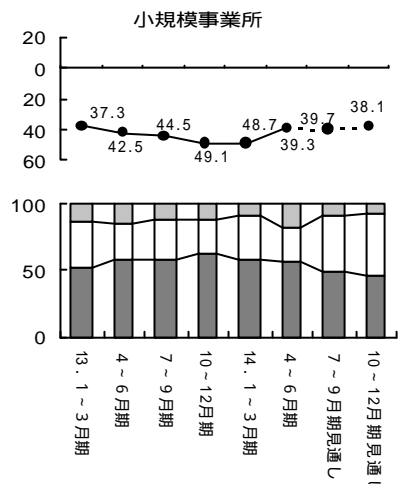 小規模事業所
20
0
20
40
60
37.3
42.5
44.5
49.1
48.7
39.3
39.7
38.1
100
50
0
13．1～3月期
4～6月期
7～9月期
10～12月期
14．1～3月期
4～6月期
7～9月期見通し
10～12月期見通し